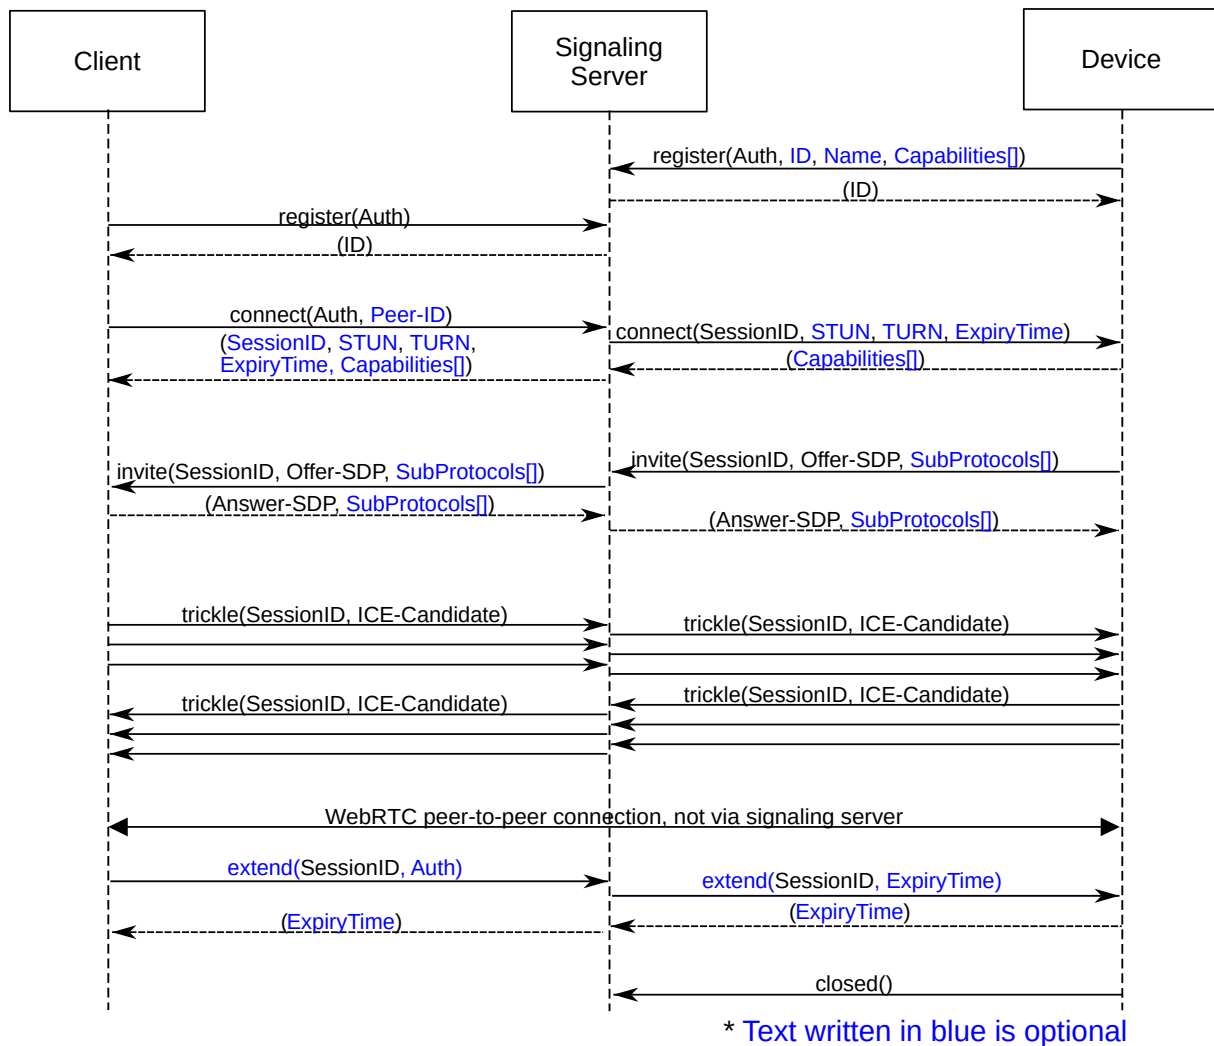 Client
Signaling
Server
Device
register(Auth, ID, Name, Capabilities[])
(ID)
register(Auth)
(ID)
connect(Auth, Peer-ID)
connect(SessionID, STUN, TURN, ExpiryTime)
(SessionID, STUN, TURN,
ExpiryTime, Capabilities[])
(Capabilities[])
invite(SessionID, Offer-SDP, SubProtocols[])
invite(SessionID, Offer-SDP, SubProtocols[])
(Answer-SDP, SubProtocols[])
(Answer-SDP, SubProtocols[])
trickle(SessionID, ICE-Candidate)
trickle(SessionID, ICE-Candidate)
trickle(SessionID, ICE-Candidate)
trickle(SessionID, ICE-Candidate)
WebRTC peer-to-peer connection, not via signaling server
extend(SessionID, Auth)
extend(SessionID, ExpiryTime)
(ExpiryTime)
(ExpiryTime)
closed()
* Text written in blue is optional